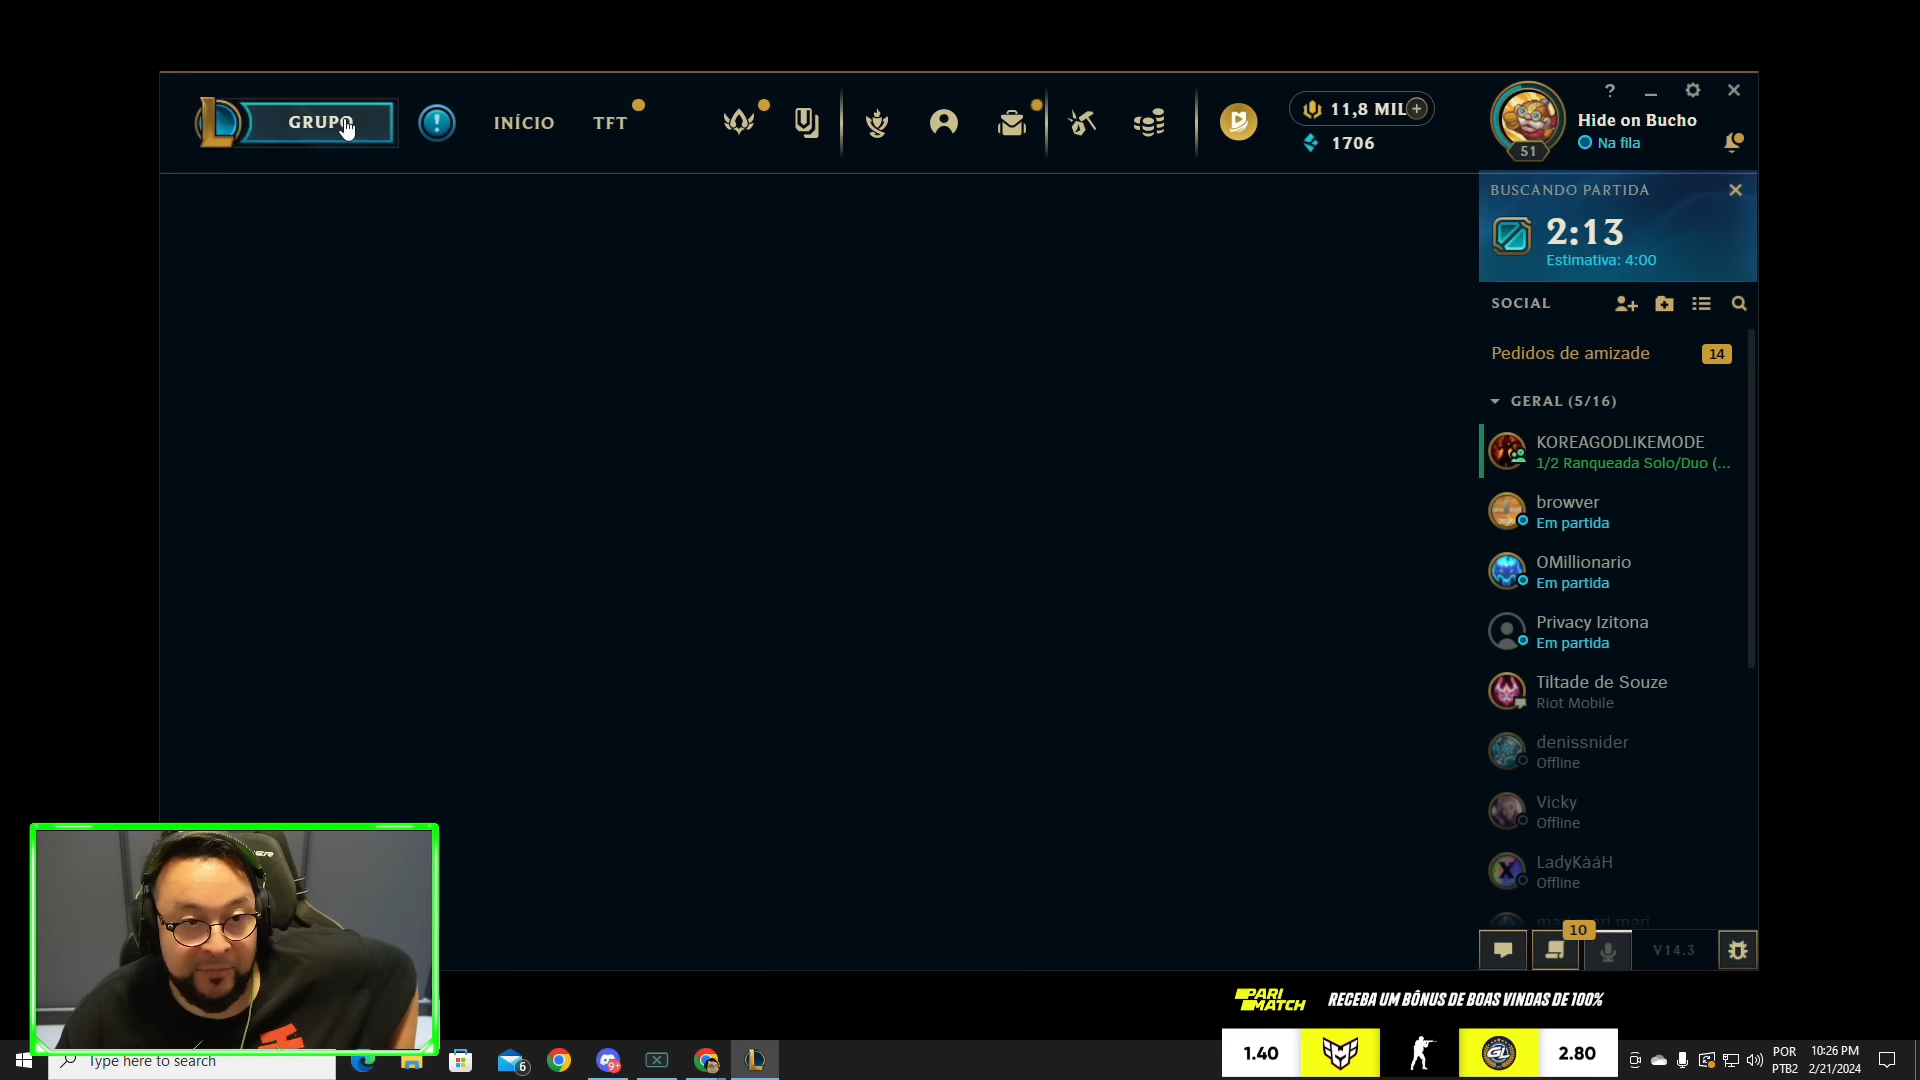 GRUPO
INÍCIO
TFT
11,8 MIL
1706
51
Hide on Bucho
Na fila
BUSCANDO PARTIDA
2:13
Estimativa: 4:00
SOCIAL
Pedidos de amizade
14
GERAL (5/16)
KOREAGODLIKEMODE
1/2 Ranqueada Solo/Duo (...
browver
Em partida
OMillionario
Em partida
Privacy Izitona
Em partida
Tiltade de Souze
Riot Mobile
denissnider
Offline
Vicky
Offline
LadyKàáH
Offline
10
V14.3
PARI MATCH
RECEBA UM BÔNUS DE BOAS VINDAS DE 100%
1.40
GL
2.80
Type here to search
6
9+
POR
PTB2
10:26 PM
2/21/2024